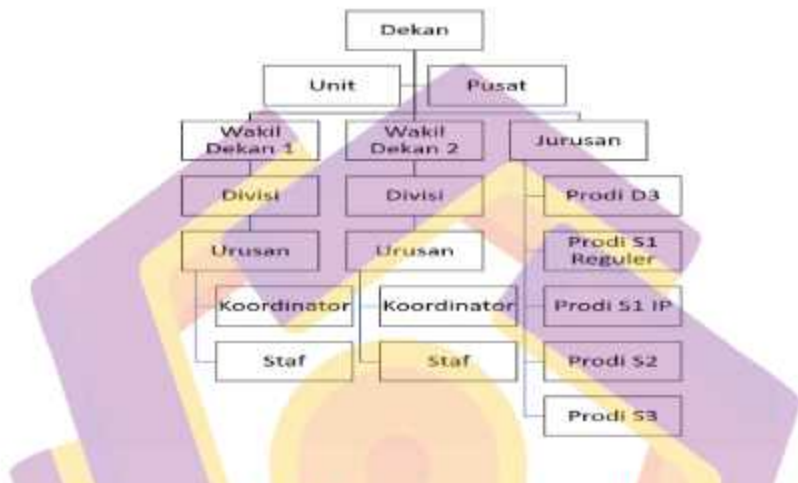 Dekan
Unit
Pusat
Wakil
Dekan 1
Wakil
Dekan 2
Jurusan
Divisi
Divisi
Prodi D3
Urusan
Urusan
Prodi S1
Reguler
Koordinator
Koordinator
Prodi S1 IP
Staf
Staf
Prodi S2
Prodi S3